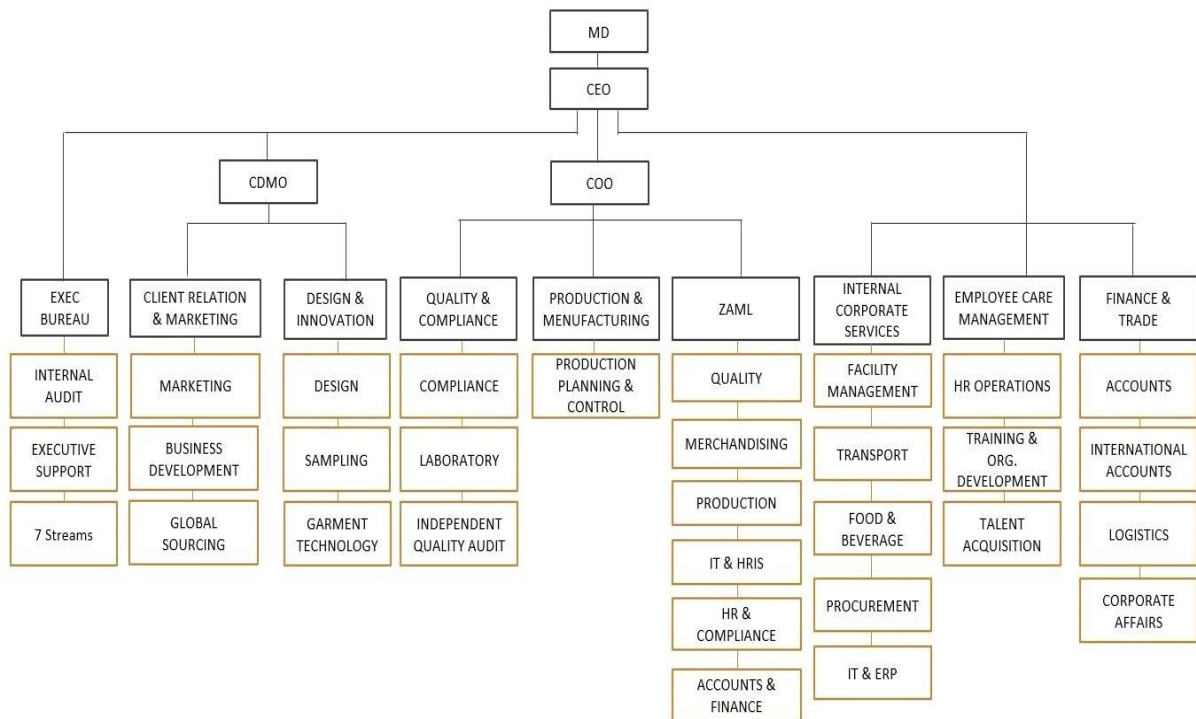 MD
CEO
CDMO
COO
EXEC
BUREAU
CLIENT RELATION
& MARKETING
DESIGN &
INNOVATION
QUALITY &
COMPLIANCE
PRODUCTION &
MENUFACTURING
ZAML
INTERNAL
CORPORATE
SERVICES
EMPLOYEE CARE
MANAGEMENT
FINANCE &
TRADE
INTERNAL
AUDIT
EXECUTIVE
SUPPORT
7 Streams
MARKETING
BUSINESS
DEVELOPMENT
GLOBAL
SOURCING
DESIGN
SAMPLING
GARMENT
TECHNOLOGY
COMPLIANCE
LABORATORY
INDEPENDENT
QUALITY AUDIT
PRODUCTION
PLANNING &
CONTROL
QUALITY
MERCHANDISING
PRODUCTION
IT & HRIS
HR &
COMPLIANCE
ACCOUNTS &
FINANCE
FACILITY
MANAGEMENT
TRANSPORT
FOOD &
BEVERAGE
PROCUREMENT
IT & ERP
HR OPERATIONS
TRAINING &
ORG.
DEVELOPMENT
TALENT
ACQUISITION
ACCOUNTS
INTERNATIONAL
ACCOUNTS
LOGISTICS
CORPORATE
AFFAIRS